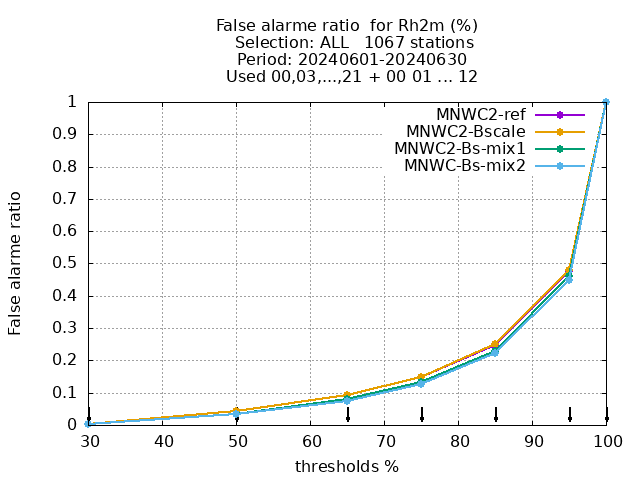 False alarme ratio  for Rh2m (%)
Selection: ALL   1067 stations
Period: 20240601-20240630
Used 00,03,...,21 + 00 01 ... 12
MNWC2-ref
MNWC2-Bscale
MNWC2-Bs-mix1
MNWC-Bs-mix2
False alarme ratio
1
0.9
0.8
0.7
0.6
0.5
0.4
0.3
0.2
0.1
0
30 40 50 60 70 80 90 100
thresholds %